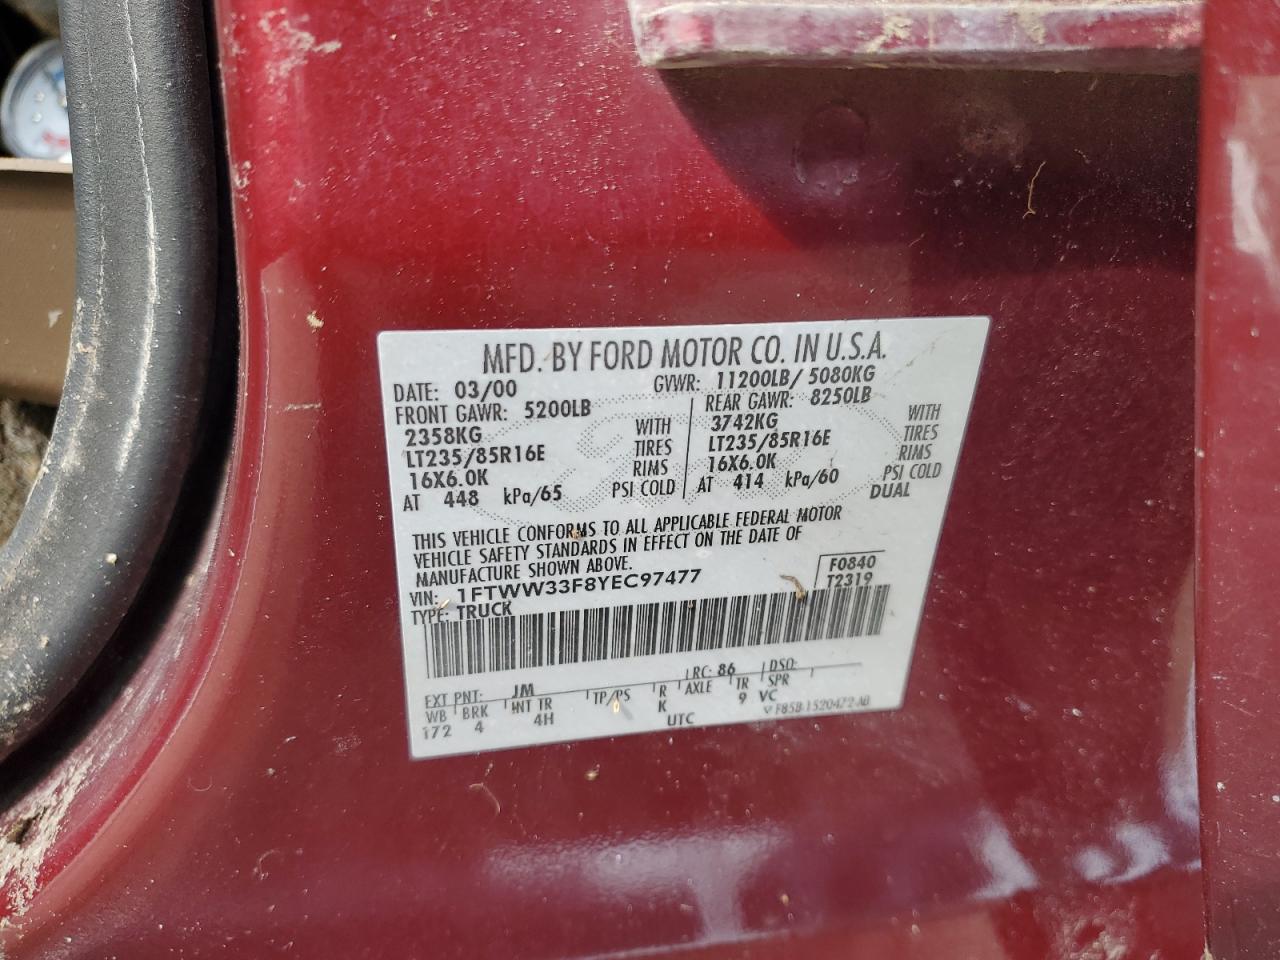 MFD. BY FORD MOTOR CO. IN U.S.A.
DATE: 03/00 GVWR: 11200LB/ 5080KG
FRONT GAWR: 5200LB REAR GAWR: 8250LB
2358KG WITH 3742KG WITH
LT235/85R16E TIRES LT235/85R16E TIRES
16X6.0K RIMS 16X6.0K RIMS
AT 448 kPa/65 PSI COLD AT 414 kPa/60 PSI COLD
DUAL
THIS VEHICLE CONFORMS TO ALL APPLICABLE FEDERAL MOTOR
VEHICLE SAFETY STANDARDS IN EFFECT ON THE DATE OF
MANUFACTURE SHOWN ABOVE.
VIN: 1FTWW33F8YEC97477 F0840
TYPE: TRUCK T2319
EXT PNT: JM RC: 86 DSO:
WB BRK INT TR TP/PS R AXLE TR SPR
172 4 4H K 9 VC
UTC F85B-1520472-AB